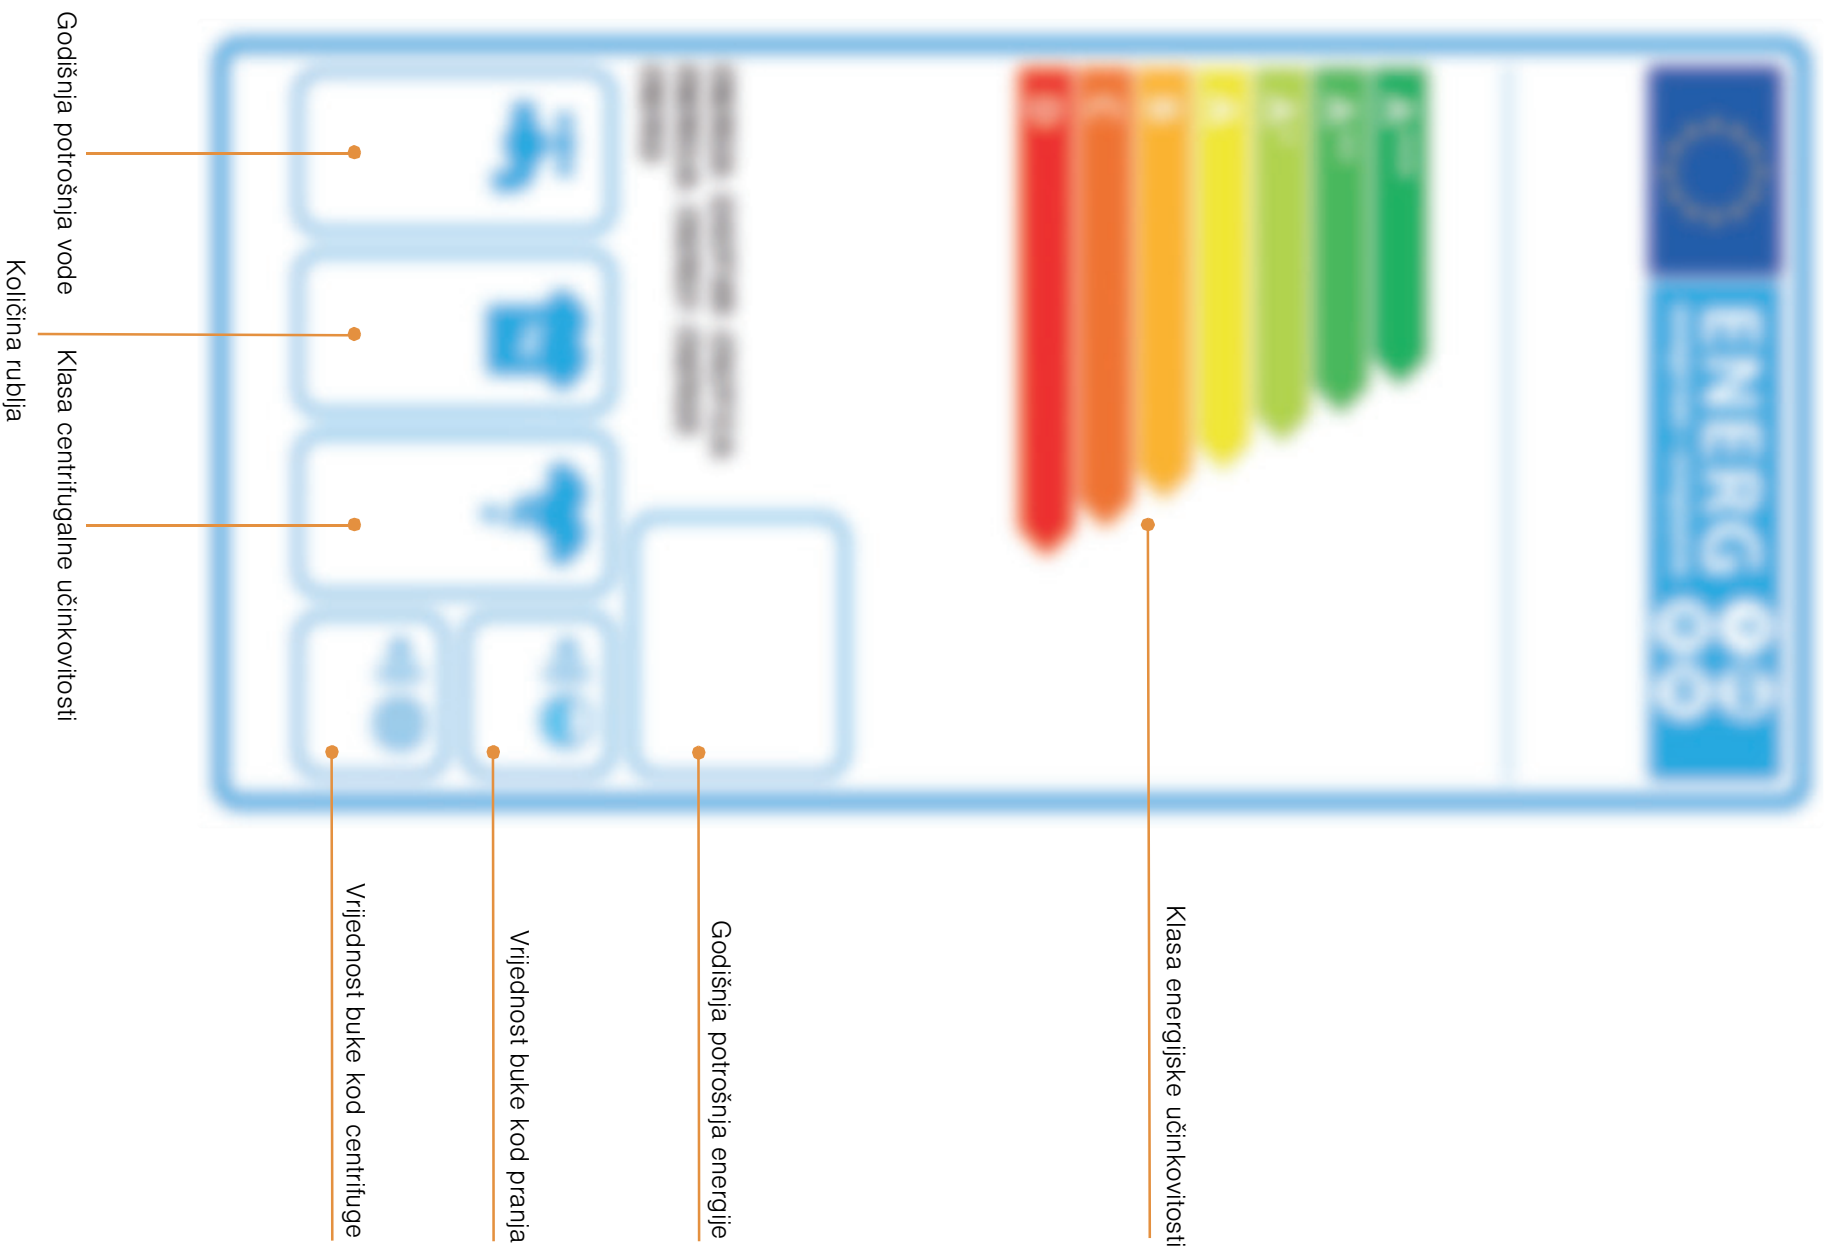 ENERG
A
A
A
A
B
C
D
Klasa energijske učinkovitosti
Godišnja potrošnja energije
Vrijednost buke kod pranja
Vrijednost buke kod centrifuge
Godišnja potrošnja vode
Klasa centrifugalne učinkovitosti
Količina rublja